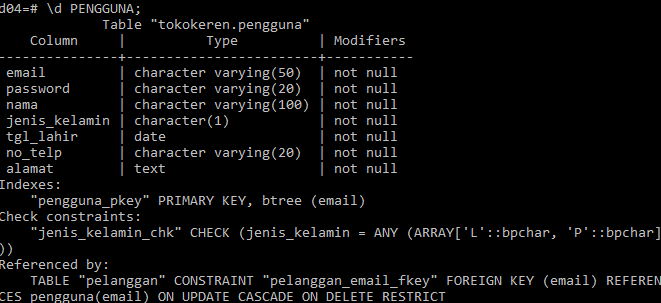 d04=# \d PENGGUNA;
Table "tokokeren.pengguna"
Column | Type | Modifiers
---------------+------------------------+-----------
email | character varying(50) | not null
password | character varying(20) | not null
nama | character varying(100) | not null
jenis_kelamin | character(1) | not null
tgl_lahir | date | not null
no_telp | character varying(20) | not null
alamat | text | not null
Indexes:
"pengguna_pkey" PRIMARY KEY, btree (email)
Check constraints:
"jenis_kelamin_chk" CHECK (jenis_kelamin = ANY (ARRAY['L'::bpchar, 'P'::bpchar]
))
Referenced by:
TABLE "pelanggan" CONSTRAINT "pelanggan_email_fkey" FOREIGN KEY (email) REFEREN
CES pengguna(email) ON UPDATE CASCADE ON DELETE RESTRICT